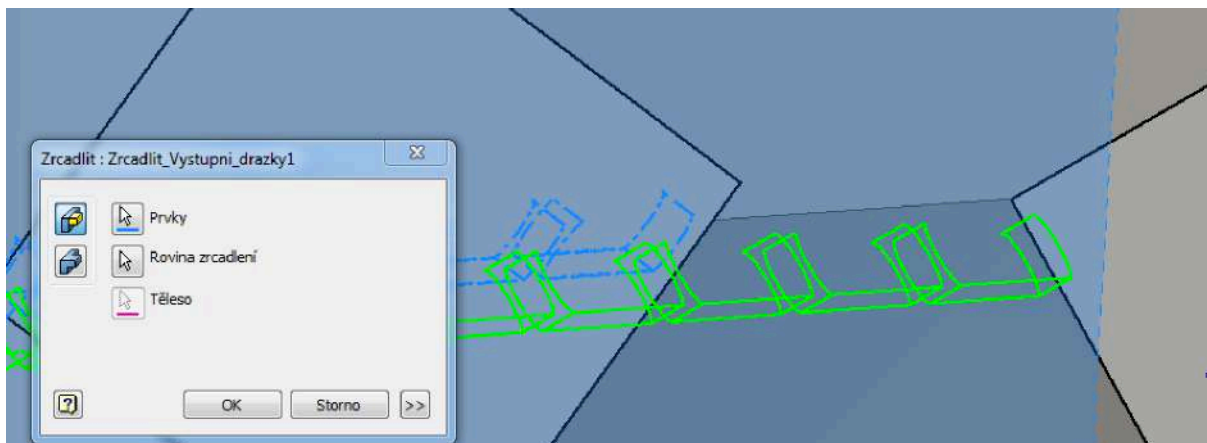 Zrcadlit : Zrcadlit_Vystupni_drazky1
Prvky
Rovina zrcadlení
Těleso
OK Storno >>